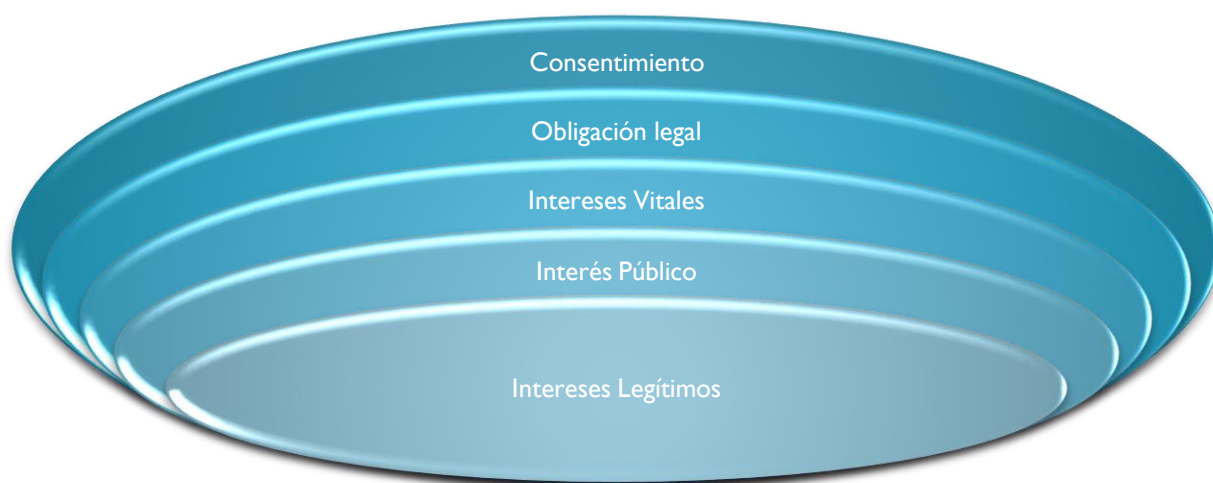 Consentimiento
Obligación legal
Intereses Vitales
Interés Público
Intereses Legítimos